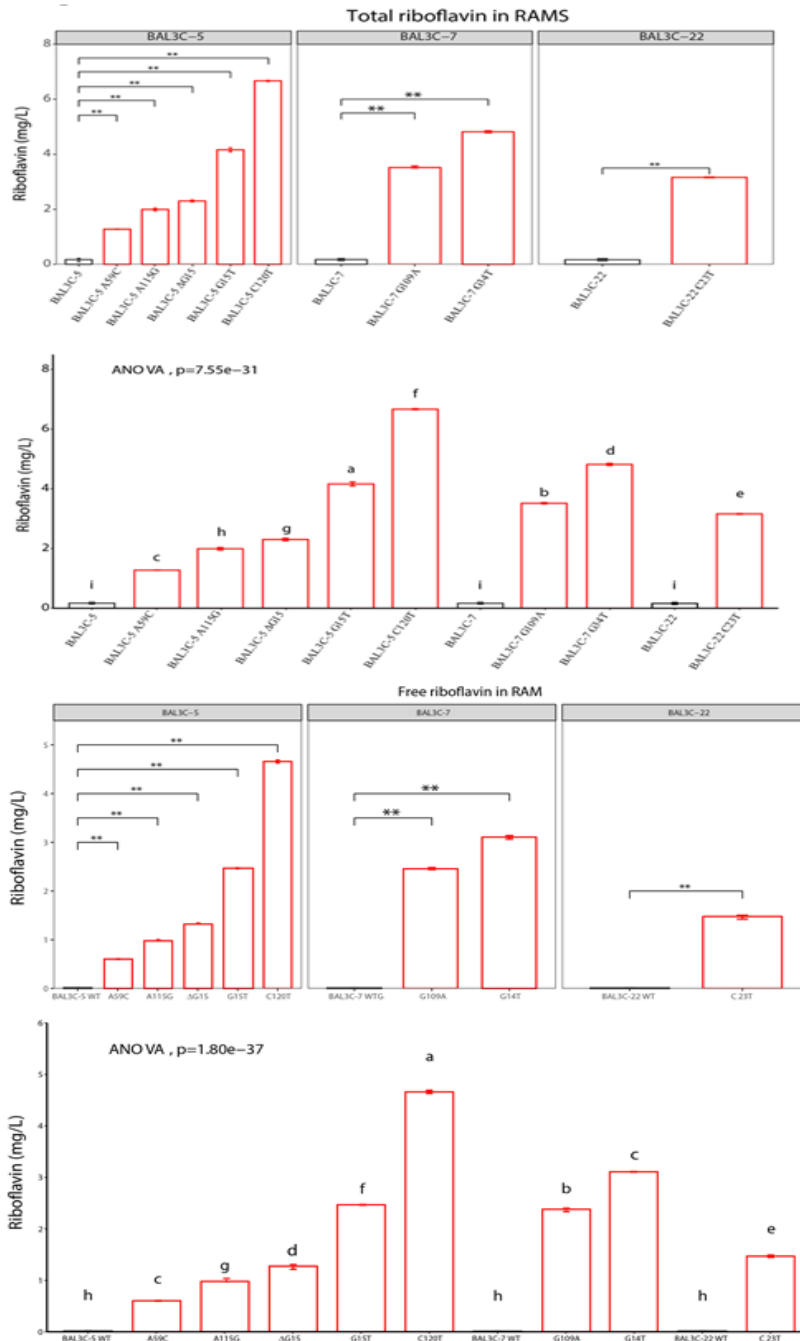 Total riboflavin in RAMS
BAL3C−5 BAL3C−7 BAL3C−22
8
6
4
2
0
Riboflavin (mg/L)
** ** ** ** **
** **
**
BAL3C-5 BAL3C-5 A59C BAL3C-5 A115G BAL3C-5 ΔG15 BAL3C-5 G15T BAL3C-5 C120T BAL3C-7 BAL3C-7 G109A BAL3C-7 G14T BAL3C-22 BAL3C-22 C23T
ANO VA , p=7.55e−31
8
6
4
2
0
Riboflavin (mg/L)
i c h g a f i b d i e
BAL3C-5 BAL3C-5 A59C BAL3C-5 A115G BAL3C-5 ΔG15 BAL3C-5 G15T BAL3C-5 C120T BAL3C-7 BAL3C-7 G109A BAL3C-7 G14T BAL3C-22 BAL3C-22 C23T
Free riboflavin in RAM
BAL3C−5 BAL3C-7 BAL3C−22
5
4
3
2
1
0
Riboflavin (mg/L)
** ** ** ** **
** **
**
BAL3C-5 WT A59C A115G ΔG15 G15T C120T BAL3C-7 WTG G109A G14T BAL3C-22 WT C23T
ANO VA , p=1.80e−37
6
5
4
3
2
1
0
Riboflavin (mg/L)
h c g d f a h b c h e
BAL3C-5 WT A59C A115G ΔG15 G15T C120T BAL3C-7 WT G109A G14T BAL3C-22 WT C23T